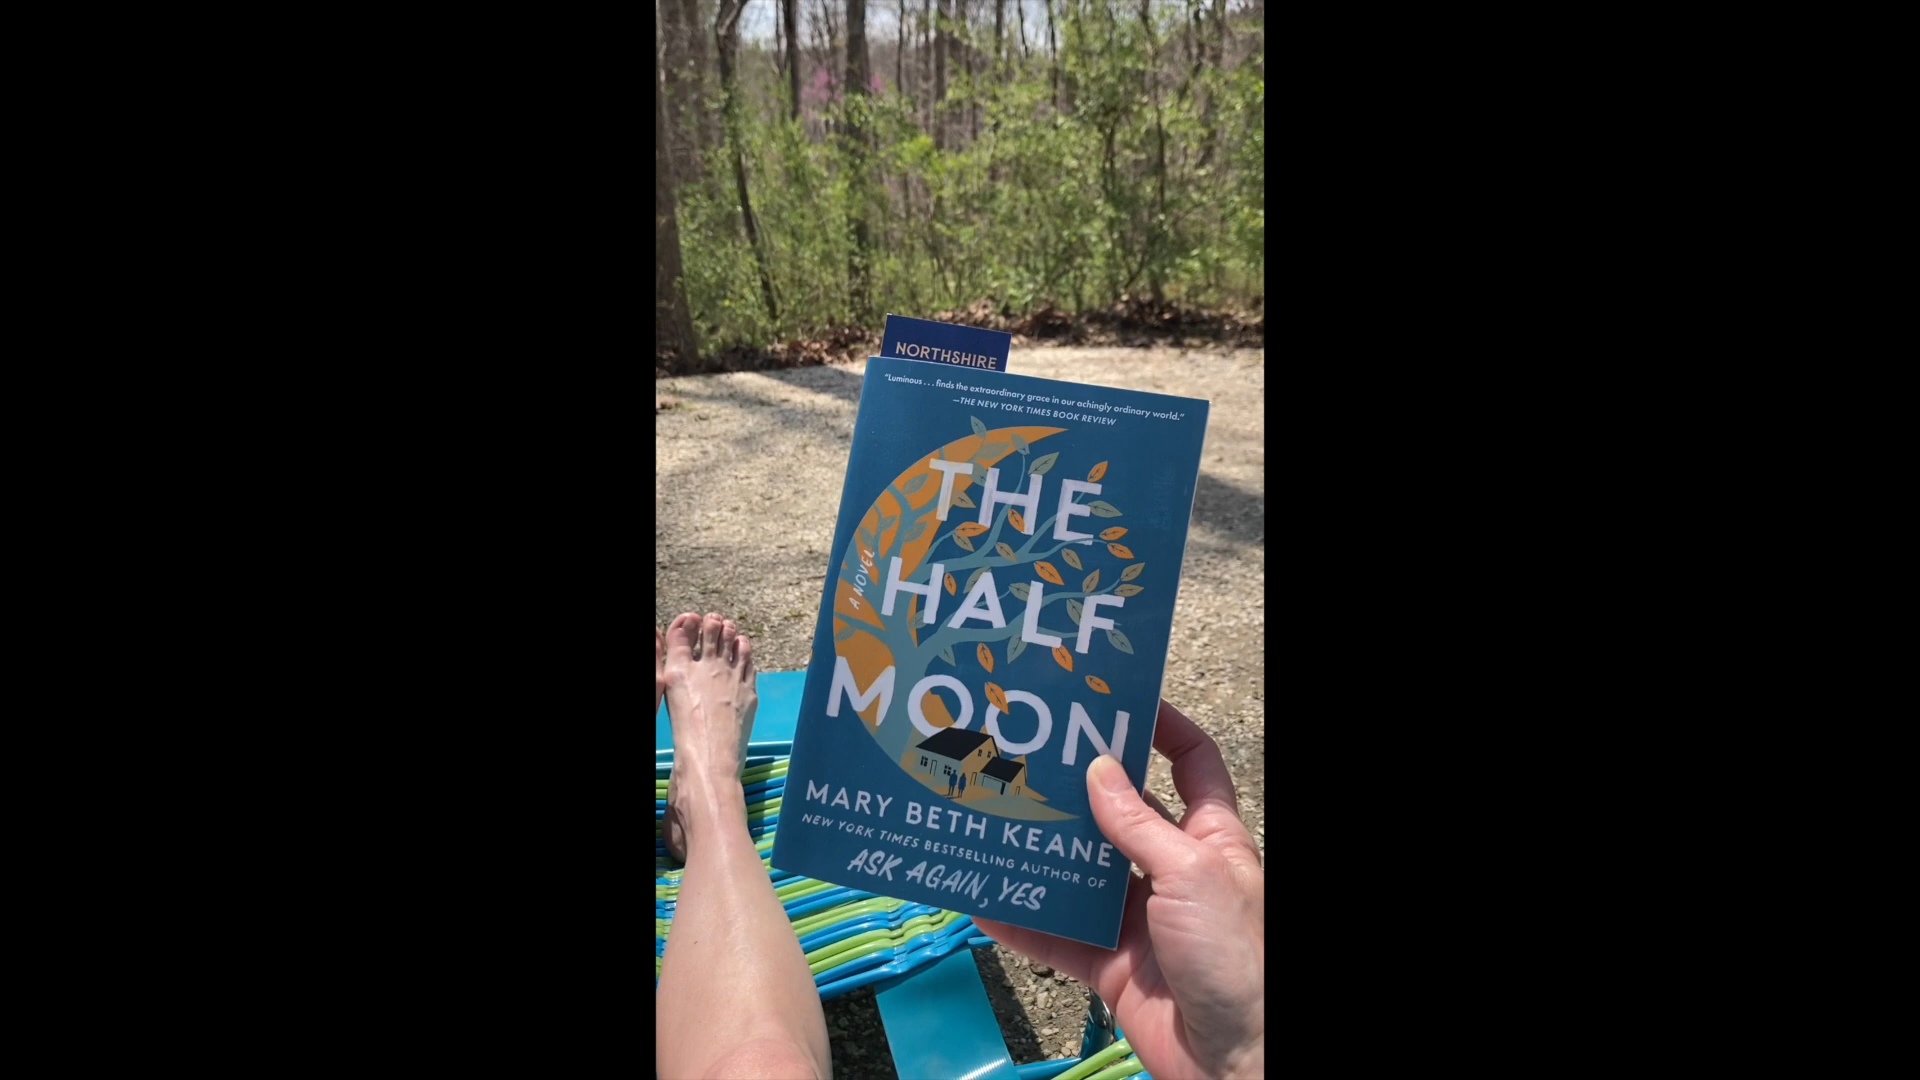 NORTHSHIRE
"Luminous . . . finds the extraordinary grace in our achingly ordinary world."
—THE NEW YORK TIMES BOOK REVIEW
THE
HALF
MOON
A NOVEL
MARY BETH KEANE
NEW YORK TIMES BESTSELLING AUTHOR OF
ASK AGAIN, YES